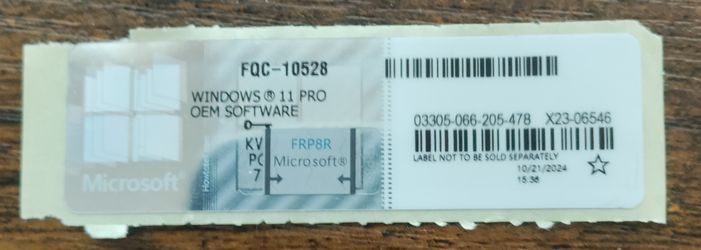 FQC-10528
WINDOWS ® 11 PRO
OEM SOFTWARE
KV
PC
7
FRP8R
Microsoft®
Microsoft®
03305-066-205-478 X23-06546
LABEL NOT TO BE SOLD SEPARATELY
10/21/2024
15:38